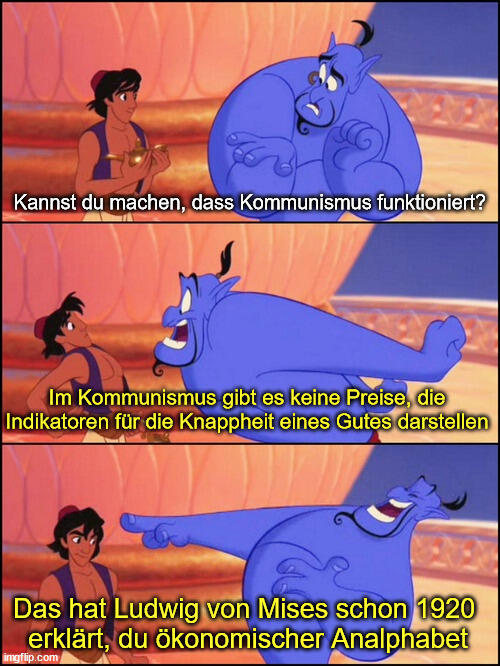 Kannst du machen, dass Kommunismus funktioniert?
Im Kommunismus gibt es keine Preise, die
Indikatoren für die Knappheit eines Gutes darstellen
Das hat Ludwig von Mises schon 1920
erklärt, du ökonomischer Analphabet
imgflip.com